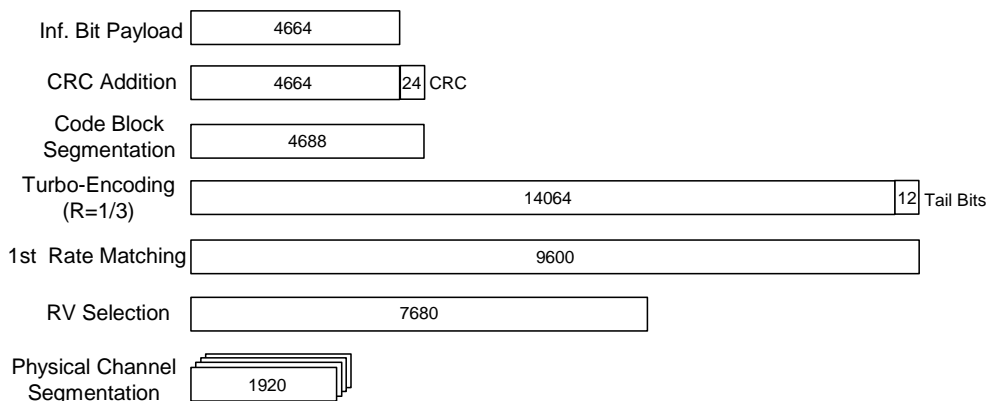 Inf. Bit Payload 4664
CRC Addition 4664 24 CRC
Code Block
Segmentation 4688
Turbo-Encoding
(R=1/3) 14064 12 Tail Bits
1st Rate Matching 9600
RV Selection 7680
Physical Channel
Segmentation 1920